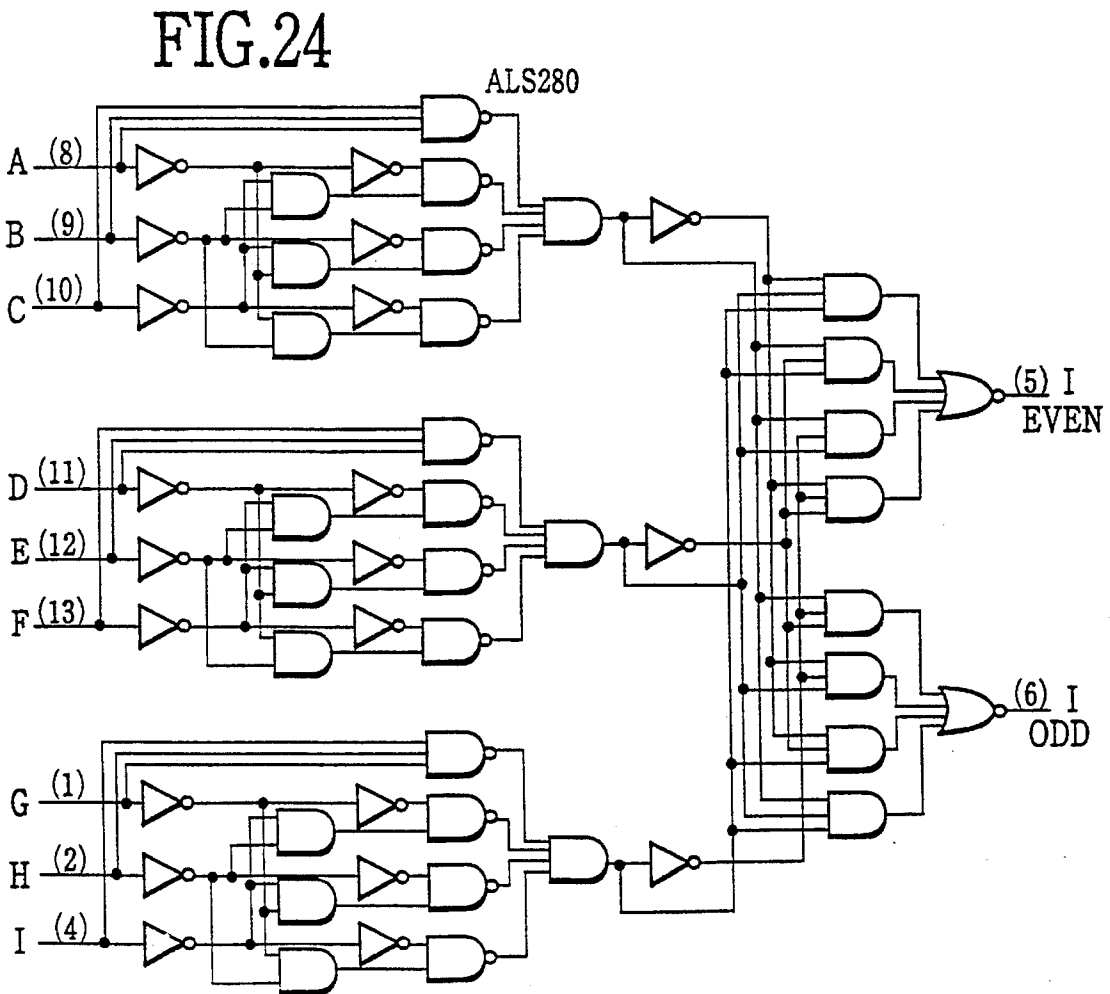 FIG.24
ALS280
A (8)
B (9)
C (10)
(5) I
EVEN
D (11)
E (12)
F (13)
(6) I
ODD
G (1)
H (2)
I (4)